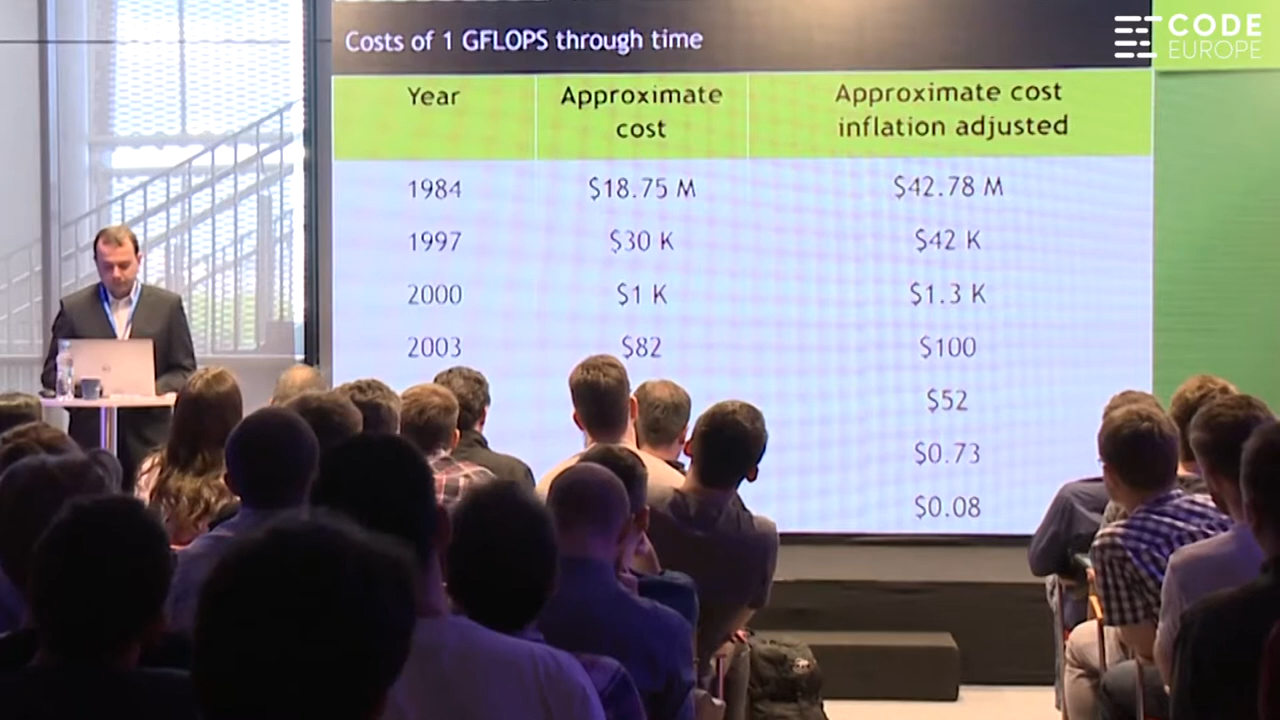 CODE
EUROPE
Costs of 1 GFLOPS through time
Year Approximate cost Approximate cost inflation adjusted
1984 $18.75 M $42.78 M
1997 $30 K $42 K
2000 $1 K $1.3 K
2003 $82 $100
$52
$0.73
$0.08